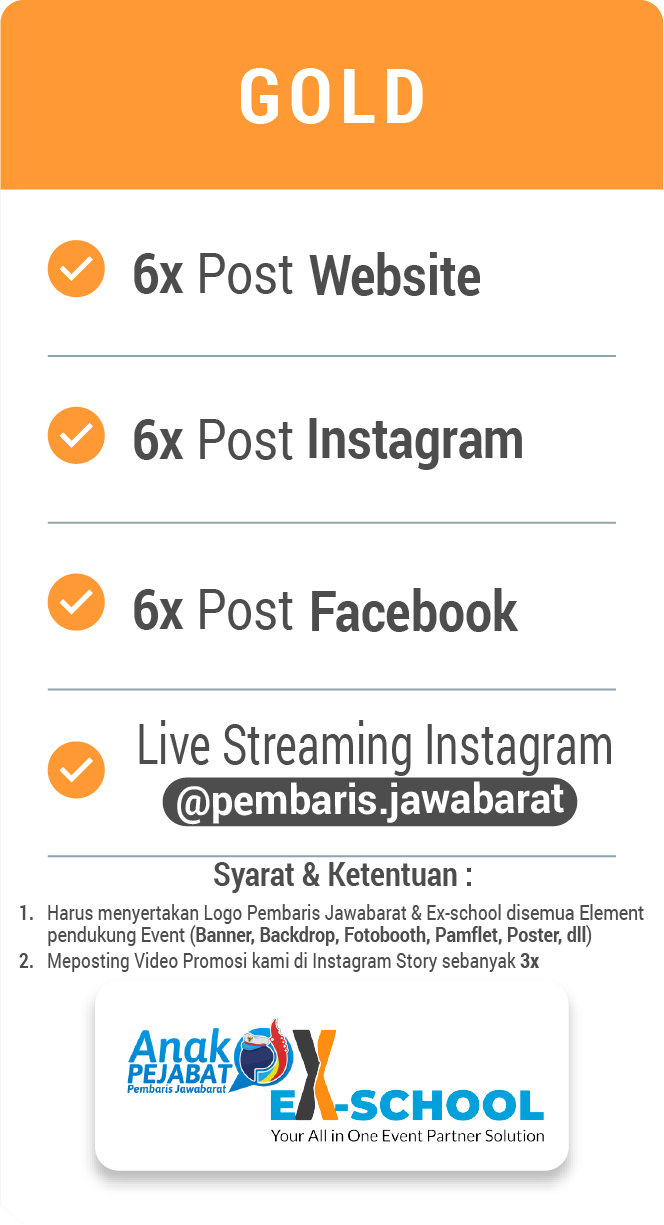 GOLD
6x Post Website
6x Post Instagram
6x Post Facebook
Live Streaming Instagram
@pembaris.jawabarat
Syarat & Ketentuan :
1. Harus menyertakan Logo Pembaris Jawabarat & Ex-school disemua Element
pendukung Event (Banner, Backdrop, Fotobooth, Pamflet, Poster, dll)
2. Meposting Video Promosi kami di Instagram Story sebanyak 3x
Anak
PEJABAT
Pembaris Jawabarat
EX-SCHOOL
Your All in One Event Partner Solution